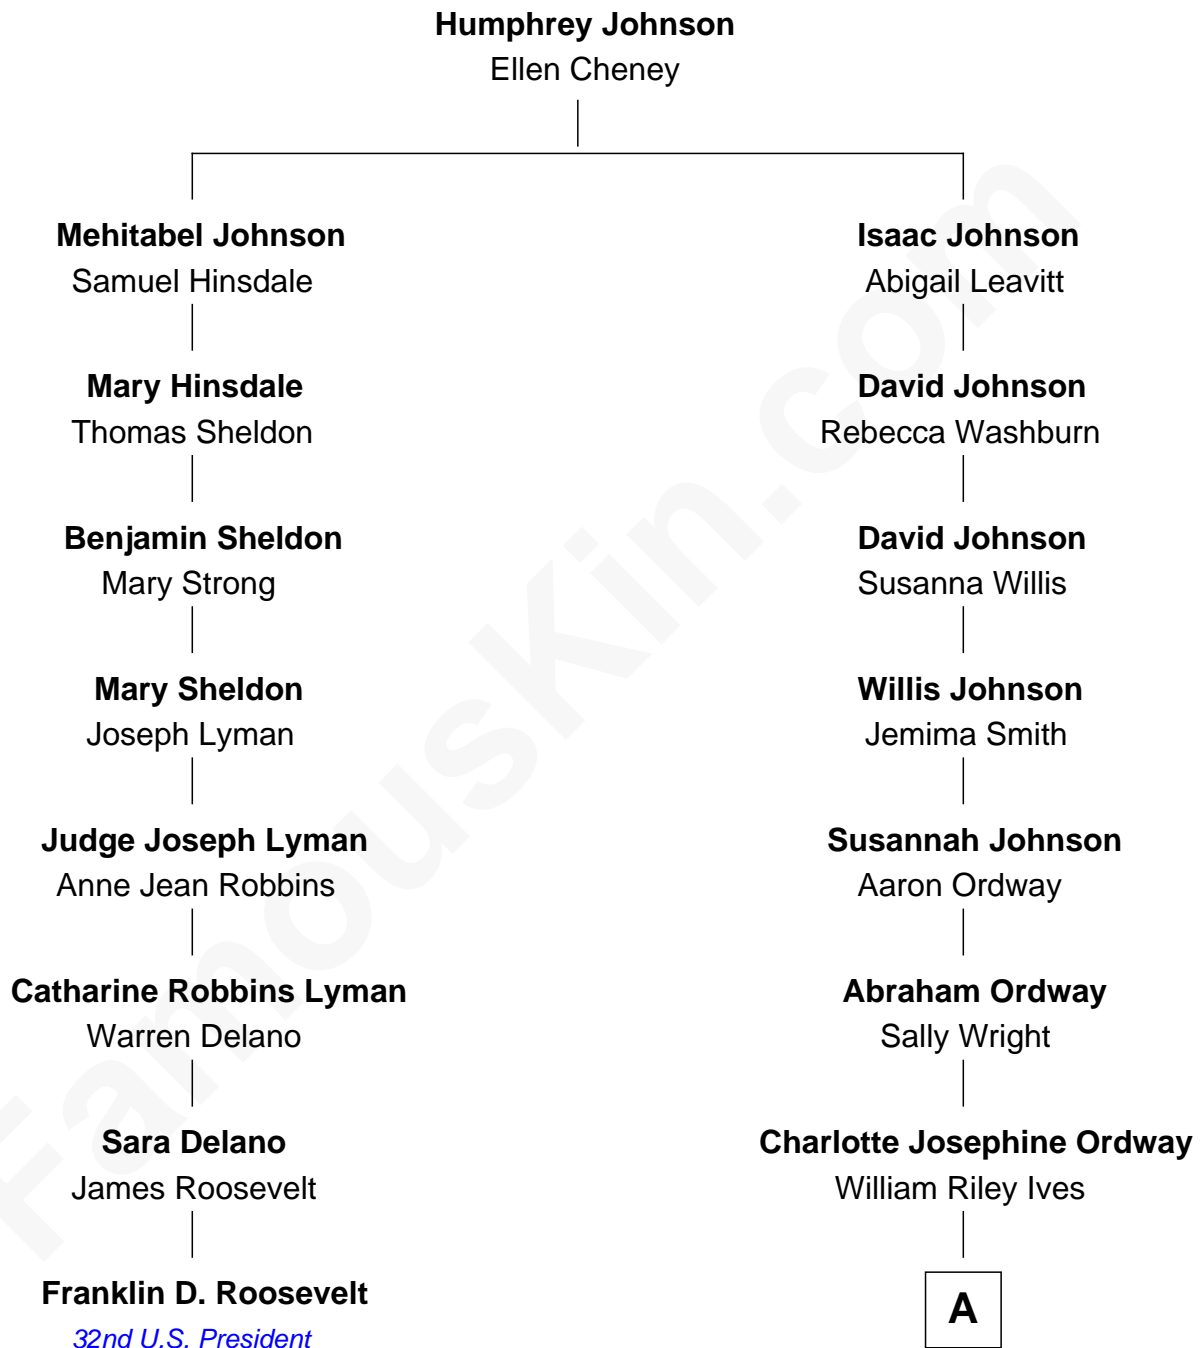 Humphrey Johnson
Ellen Cheney
Mehitabel Johnson
Samuel Hinsdale
Isaac Johnson
Abigail Leavitt
Mary Hinsdale
Thomas Sheldon
David Johnson
Rebecca Washburn
Benjamin Sheldon
Mary Strong
David Johnson
Susanna Willis
Mary Sheldon
Joseph Lyman
Willis Johnson
Jemima Smith
Judge Joseph Lyman
Anne Jean Robbins
Susannah Johnson
Aaron Ordway
Catharine Robbins Lyman
Warren Delano
Abraham Ordway
Sally Wright
Sara Delano
James Roosevelt
Charlotte Josephine Ordway
William Riley Ives
Franklin D. Roosevelt
32nd U.S. President
A
FamousKin.com